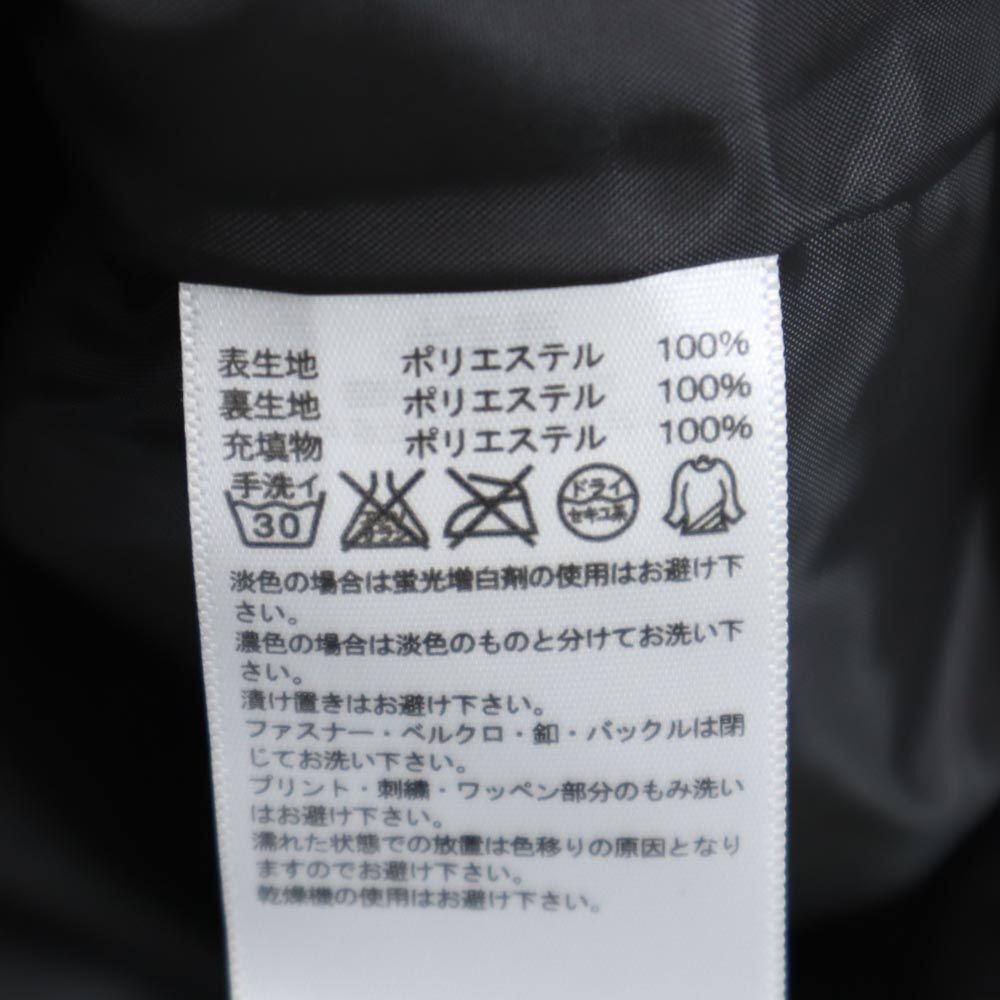 表生地 ポリエステル 100%
裏生地 ポリエステル 100%
充填物 ポリエステル 100%
手洗イ
30
ドライ
セキユ系
淡色の場合は蛍光増白剤の使用はお避け下
さい。
濃色の場合は淡色のものと分けてお洗い下
さい。
漬け置きはお避け下さい。
ファスナー・ベルクロ・釦・バックルは閉
じてお洗い下さい。
プリント・刺繍・ワッペン部分のもみ洗い
はお避け下さい。
濡れた状態での放置は色移りの原因となり
ますのでお避け下さい。
乾燥機の使用はお避け下さい。